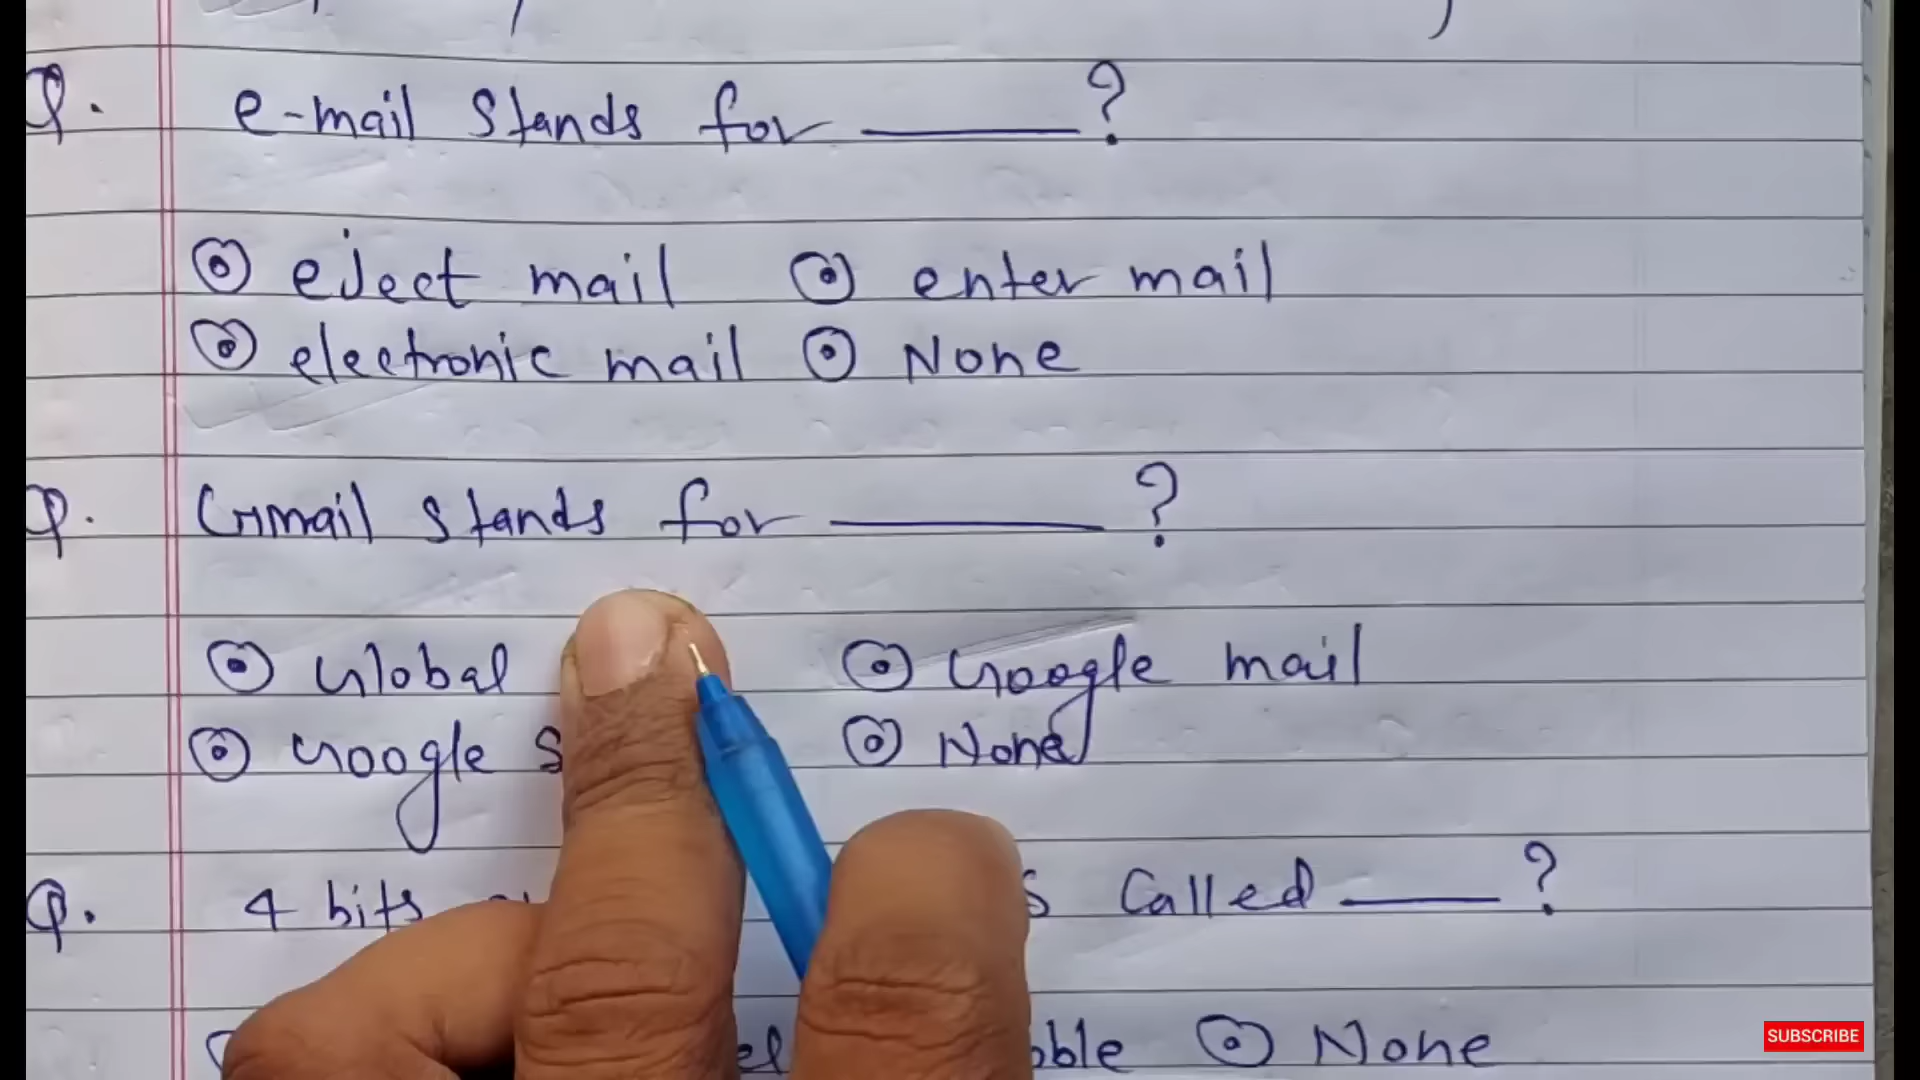 Q. e-mail stands for ______ ?
⊙ eject mail ⊙ enter mail
⊙ electronic mail ⊙ None
Q. Gmail stands for ______ ?
⊙ Global ⊙ Google mail
⊙ Google ⊙ None
Q. 4 bits called ______ ?
⊙ None
SUBSCRIBE